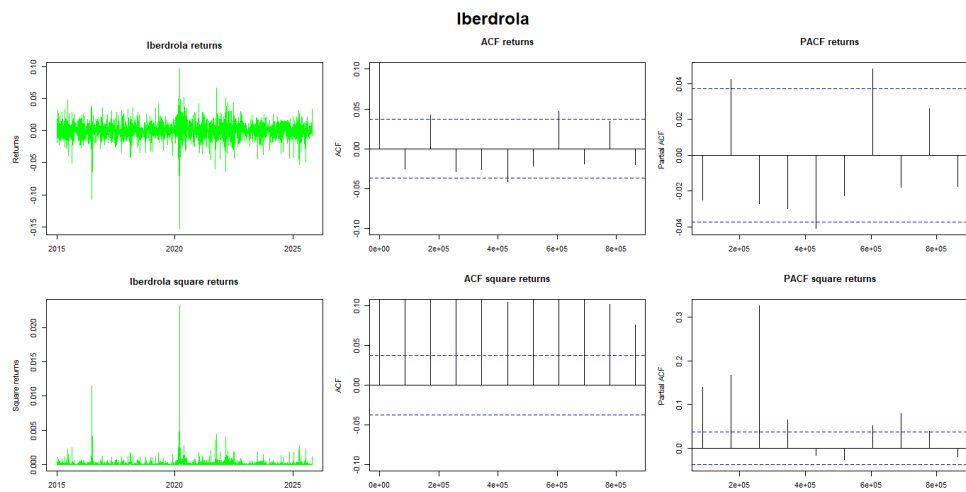 Iberdrola
Iberdrola returns
ACF returns
PACF returns
Returns
0.10
0.05
0.00
-0.05
-0.10
-0.15
2015
2020
2025
ACF
0.10
0.05
0.00
-0.05
-0.10
0e+00
2e+05
4e+05
6e+05
8e+05
Partial ACF
0.04
0.02
0.00
-0.02
-0.04
2e+05
4e+05
6e+05
8e+05
Iberdrola square returns
ACF square returns
PACF square returns
Square returns
0.020
0.015
0.010
0.005
0.000
2015
2020
2025
ACF
0.10
0.05
0.00
-0.05
-0.10
0e+00
2e+05
4e+05
6e+05
8e+05
Partial ACF
0.3
0.2
0.1
0.0
2e+05
4e+05
6e+05
8e+05